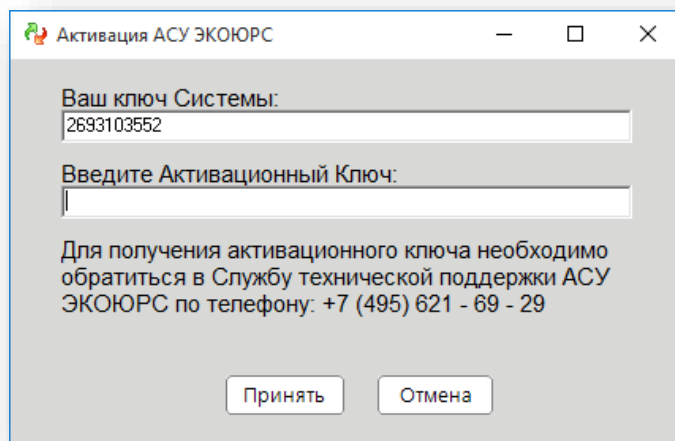 Активация АСУ ЭКОЮРС
Ваш ключ Системы:
2693103552
Введите Активационный Ключ:
Для получения активационного ключа необходимо
обратиться в Службу технической поддержки АСУ
ЭКОЮРС по телефону: +7 (495) 621 - 69 - 29
Принять Отмена